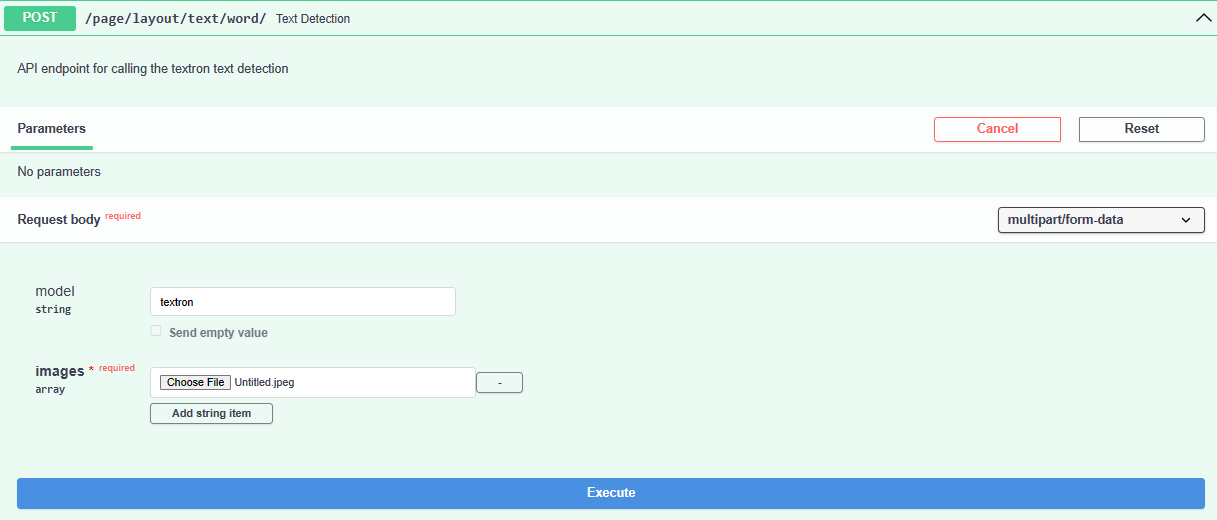 POST /page/layout/text/word/ Text Detection
API endpoint for calling the textron text detection
Parameters Cancel Reset
No parameters
Request body required multipart/form-data
model
string
textron
Send empty value
images * required
array
Choose File Untitled.jpeg -
Add string item
Execute